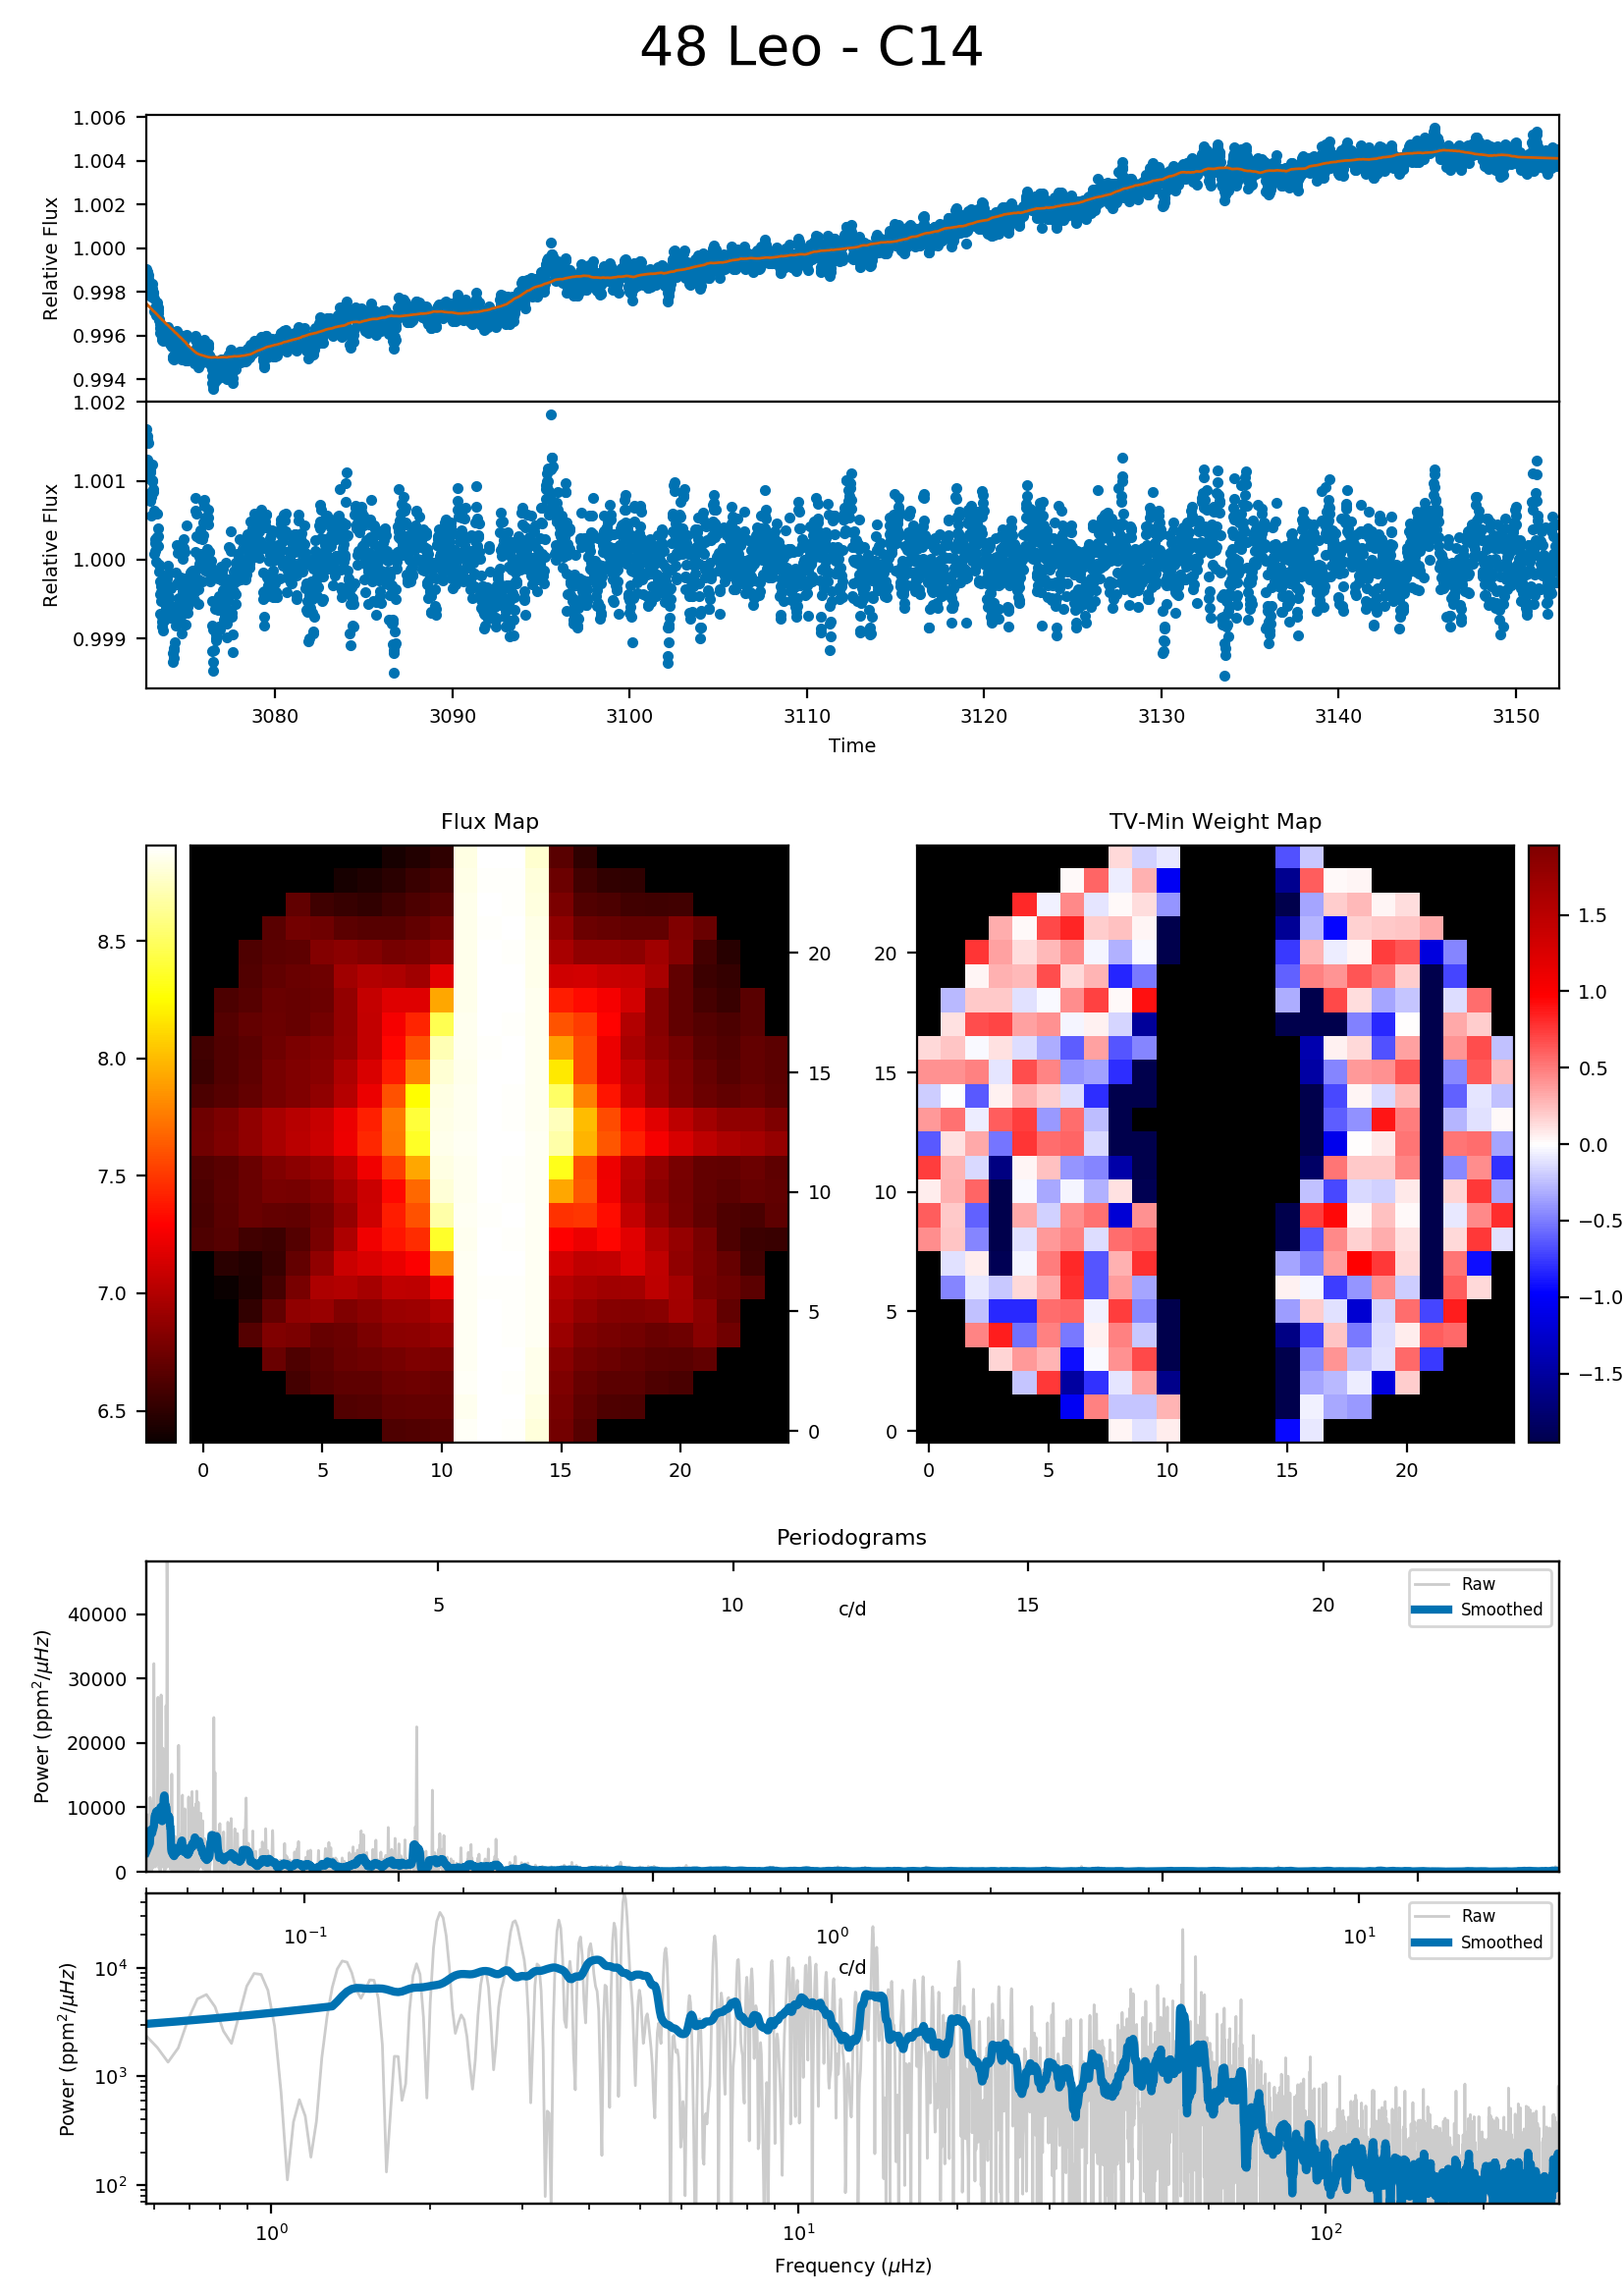 48 Leo - C14
1.006
1.004
1.002
1.000
0.998
0.996
0.994
Relative Flux
1.002
1.001
1.000
0.999
Relative Flux
3080 3090 3100 3110 3120 3130 3140 3150
Time
Flux Map
TV-Min Weight Map
8.5
8.0
7.5
7.0
6.5
20
15
10
5
0
0 5 10 15 20
20
15
10
5
0
0 5 10 15 20
1.5
1.0
0.5
0.0
−0.5
−1.0
−1.5
Periodograms
5 10 15 20
c/d
Raw
Smoothed
40000
30000
20000
10000
0
Power (ppm²/μHz)
10⁻¹ 10⁰ 10¹
c/d
Raw
Smoothed
10⁴
10³
10²
Power (ppm²/μHz)
10⁰ 10¹ 10²
Frequency (μHz)